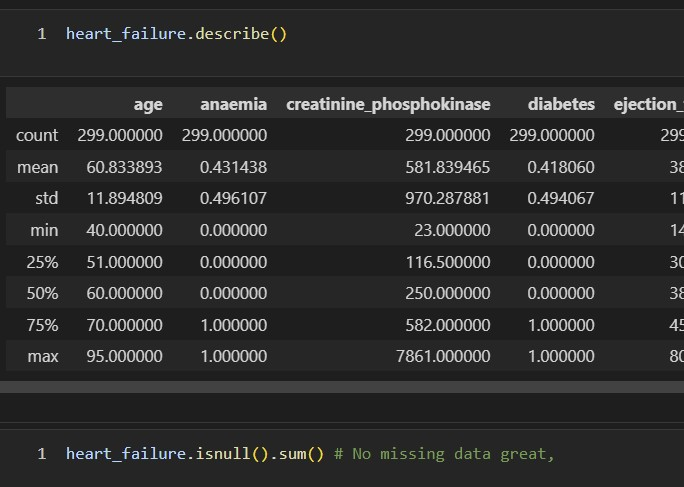 1 heart_failure.describe()
age anaemia creatinine_phosphokinase diabetes ejection_
count 299.000000 299.000000 299.000000 299.000000 299
mean 60.833893 0.431438 581.839465 0.418060 38
std 11.894809 0.496107 970.287881 0.494067 11
min 40.000000 0.000000 23.000000 0.000000 14
25% 51.000000 0.000000 116.500000 0.000000 30
50% 60.000000 0.000000 250.000000 0.000000 38
75% 70.000000 1.000000 582.000000 1.000000 45
max 95.000000 1.000000 7861.000000 1.000000 80
1 heart_failure.isnull().sum() # No missing data great,